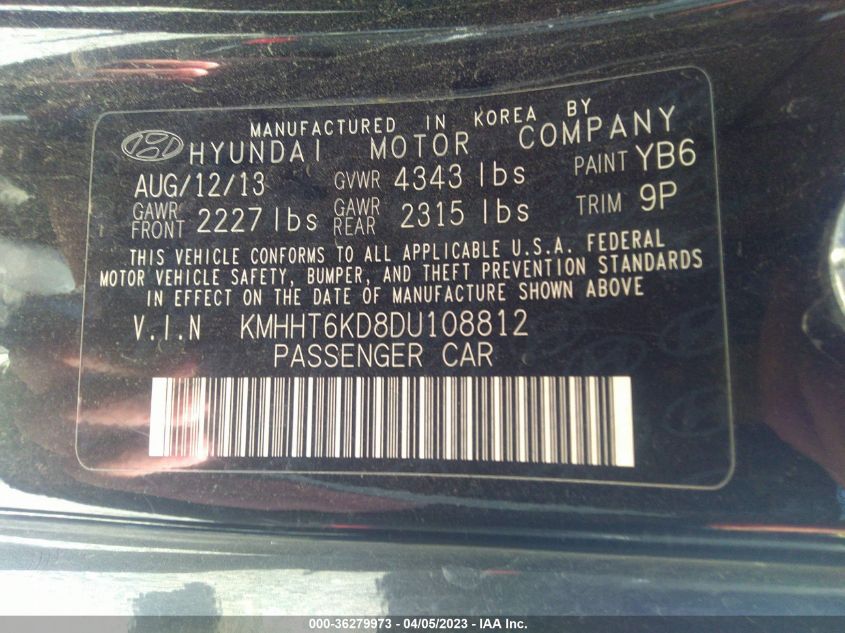 MANUFACTURED IN KOREA BY
HYUNDAI MOTOR COMPANY
AUG/12/13 GVWR 4343 lbs PAINT YB6
GAWR FRONT 2227 lbs GAWR REAR 2315 lbs TRIM 9P
THIS VEHICLE CONFORMS TO ALL APPLICABLE U.S.A. FEDERAL
MOTOR VEHICLE SAFETY, BUMPER, AND THEFT PREVENTION STANDARDS
IN EFFECT ON THE DATE OF MANUFACTURE SHOWN ABOVE
V.I.N KMHHT6KD8DU108812
PASSENGER CAR
000-36279973 - 04/05/2023 - IAA Inc.